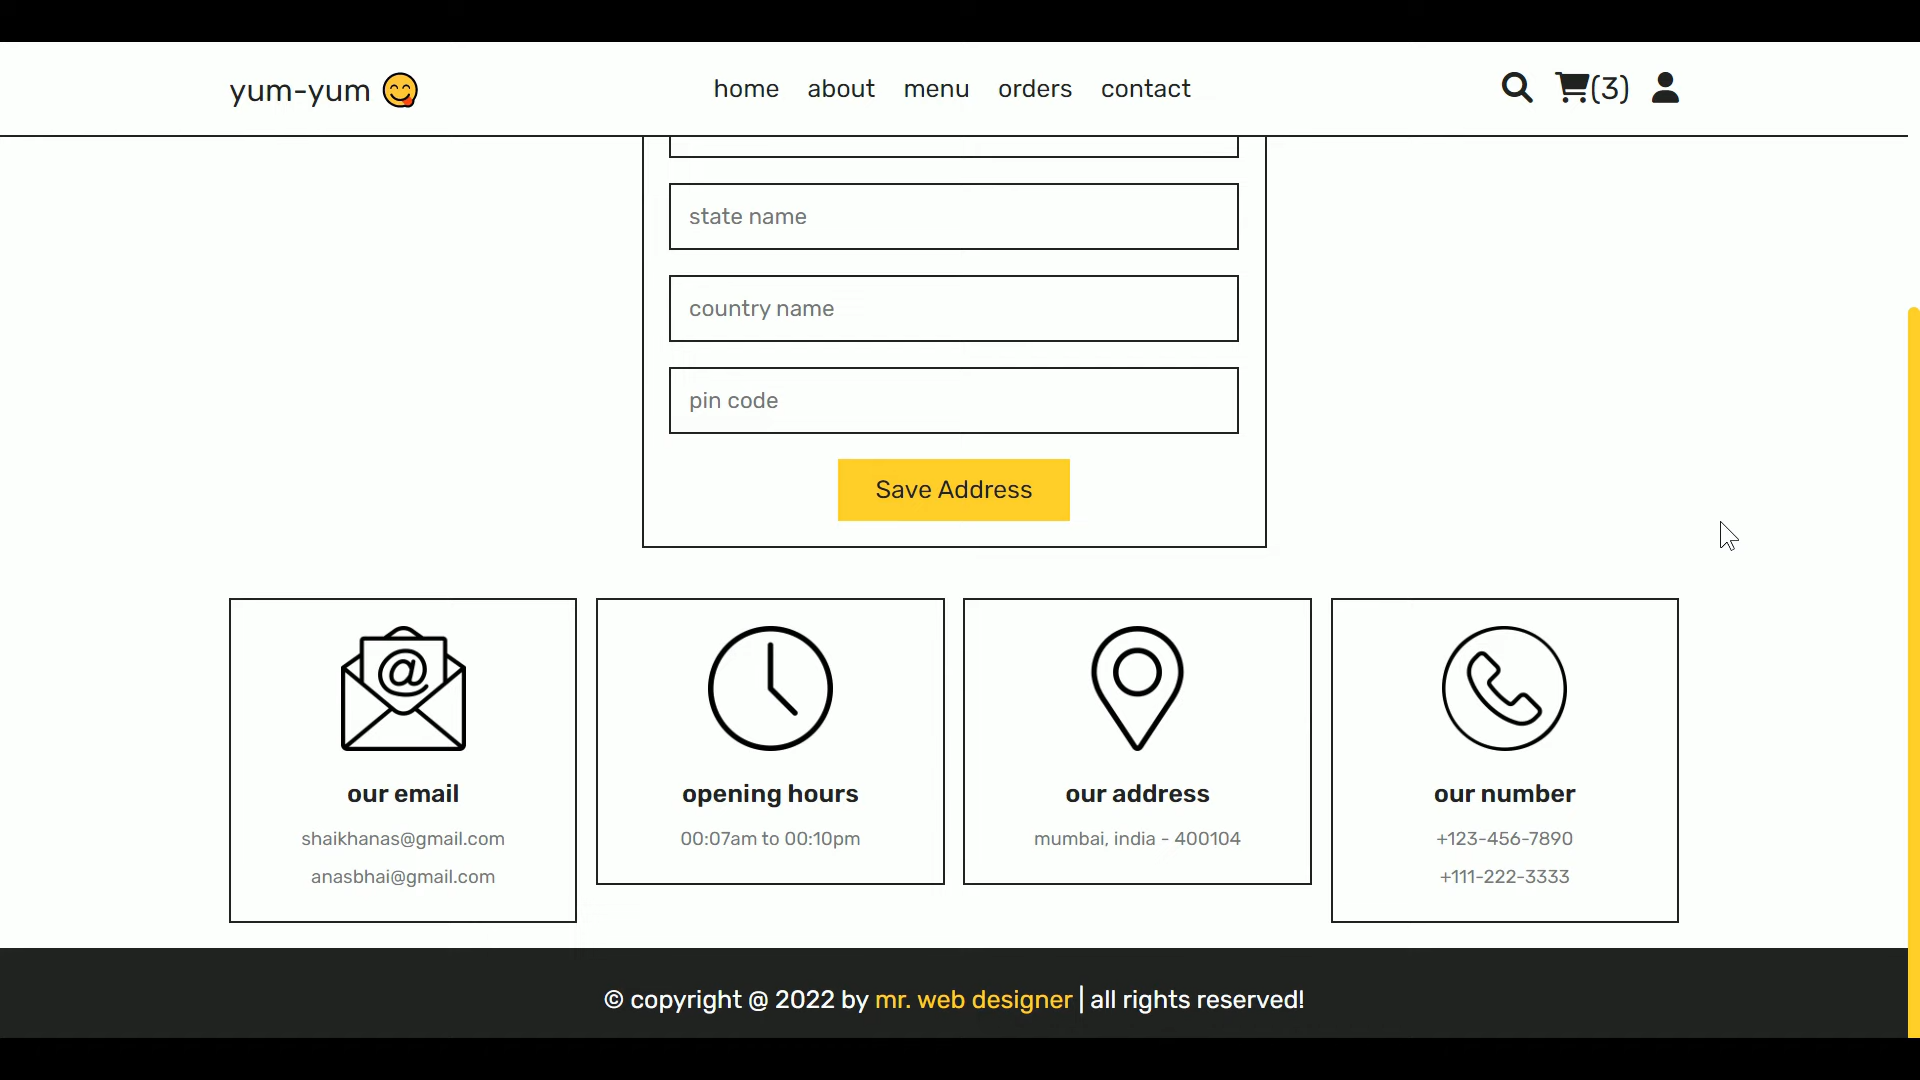 yum-yum 😋
home about menu orders contact
(3)
state name
country name
pin code
Save Address
our email
shaikhanas@gmail.com
anasbhai@gmail.com
opening hours
00:07am to 00:10pm
our address
mumbai, india - 400104
our number
+123-456-7890
+111-222-3333
© copyright @ 2022 by mr. web designer | all rights reserved!